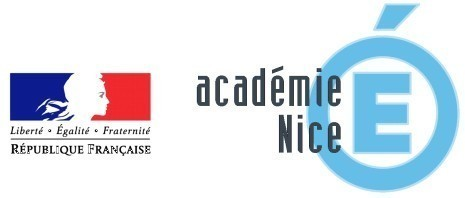 Liberté • Égalité • Fraternité
RÉPUBLIQUE FRANÇAISE
académie
Nice
É